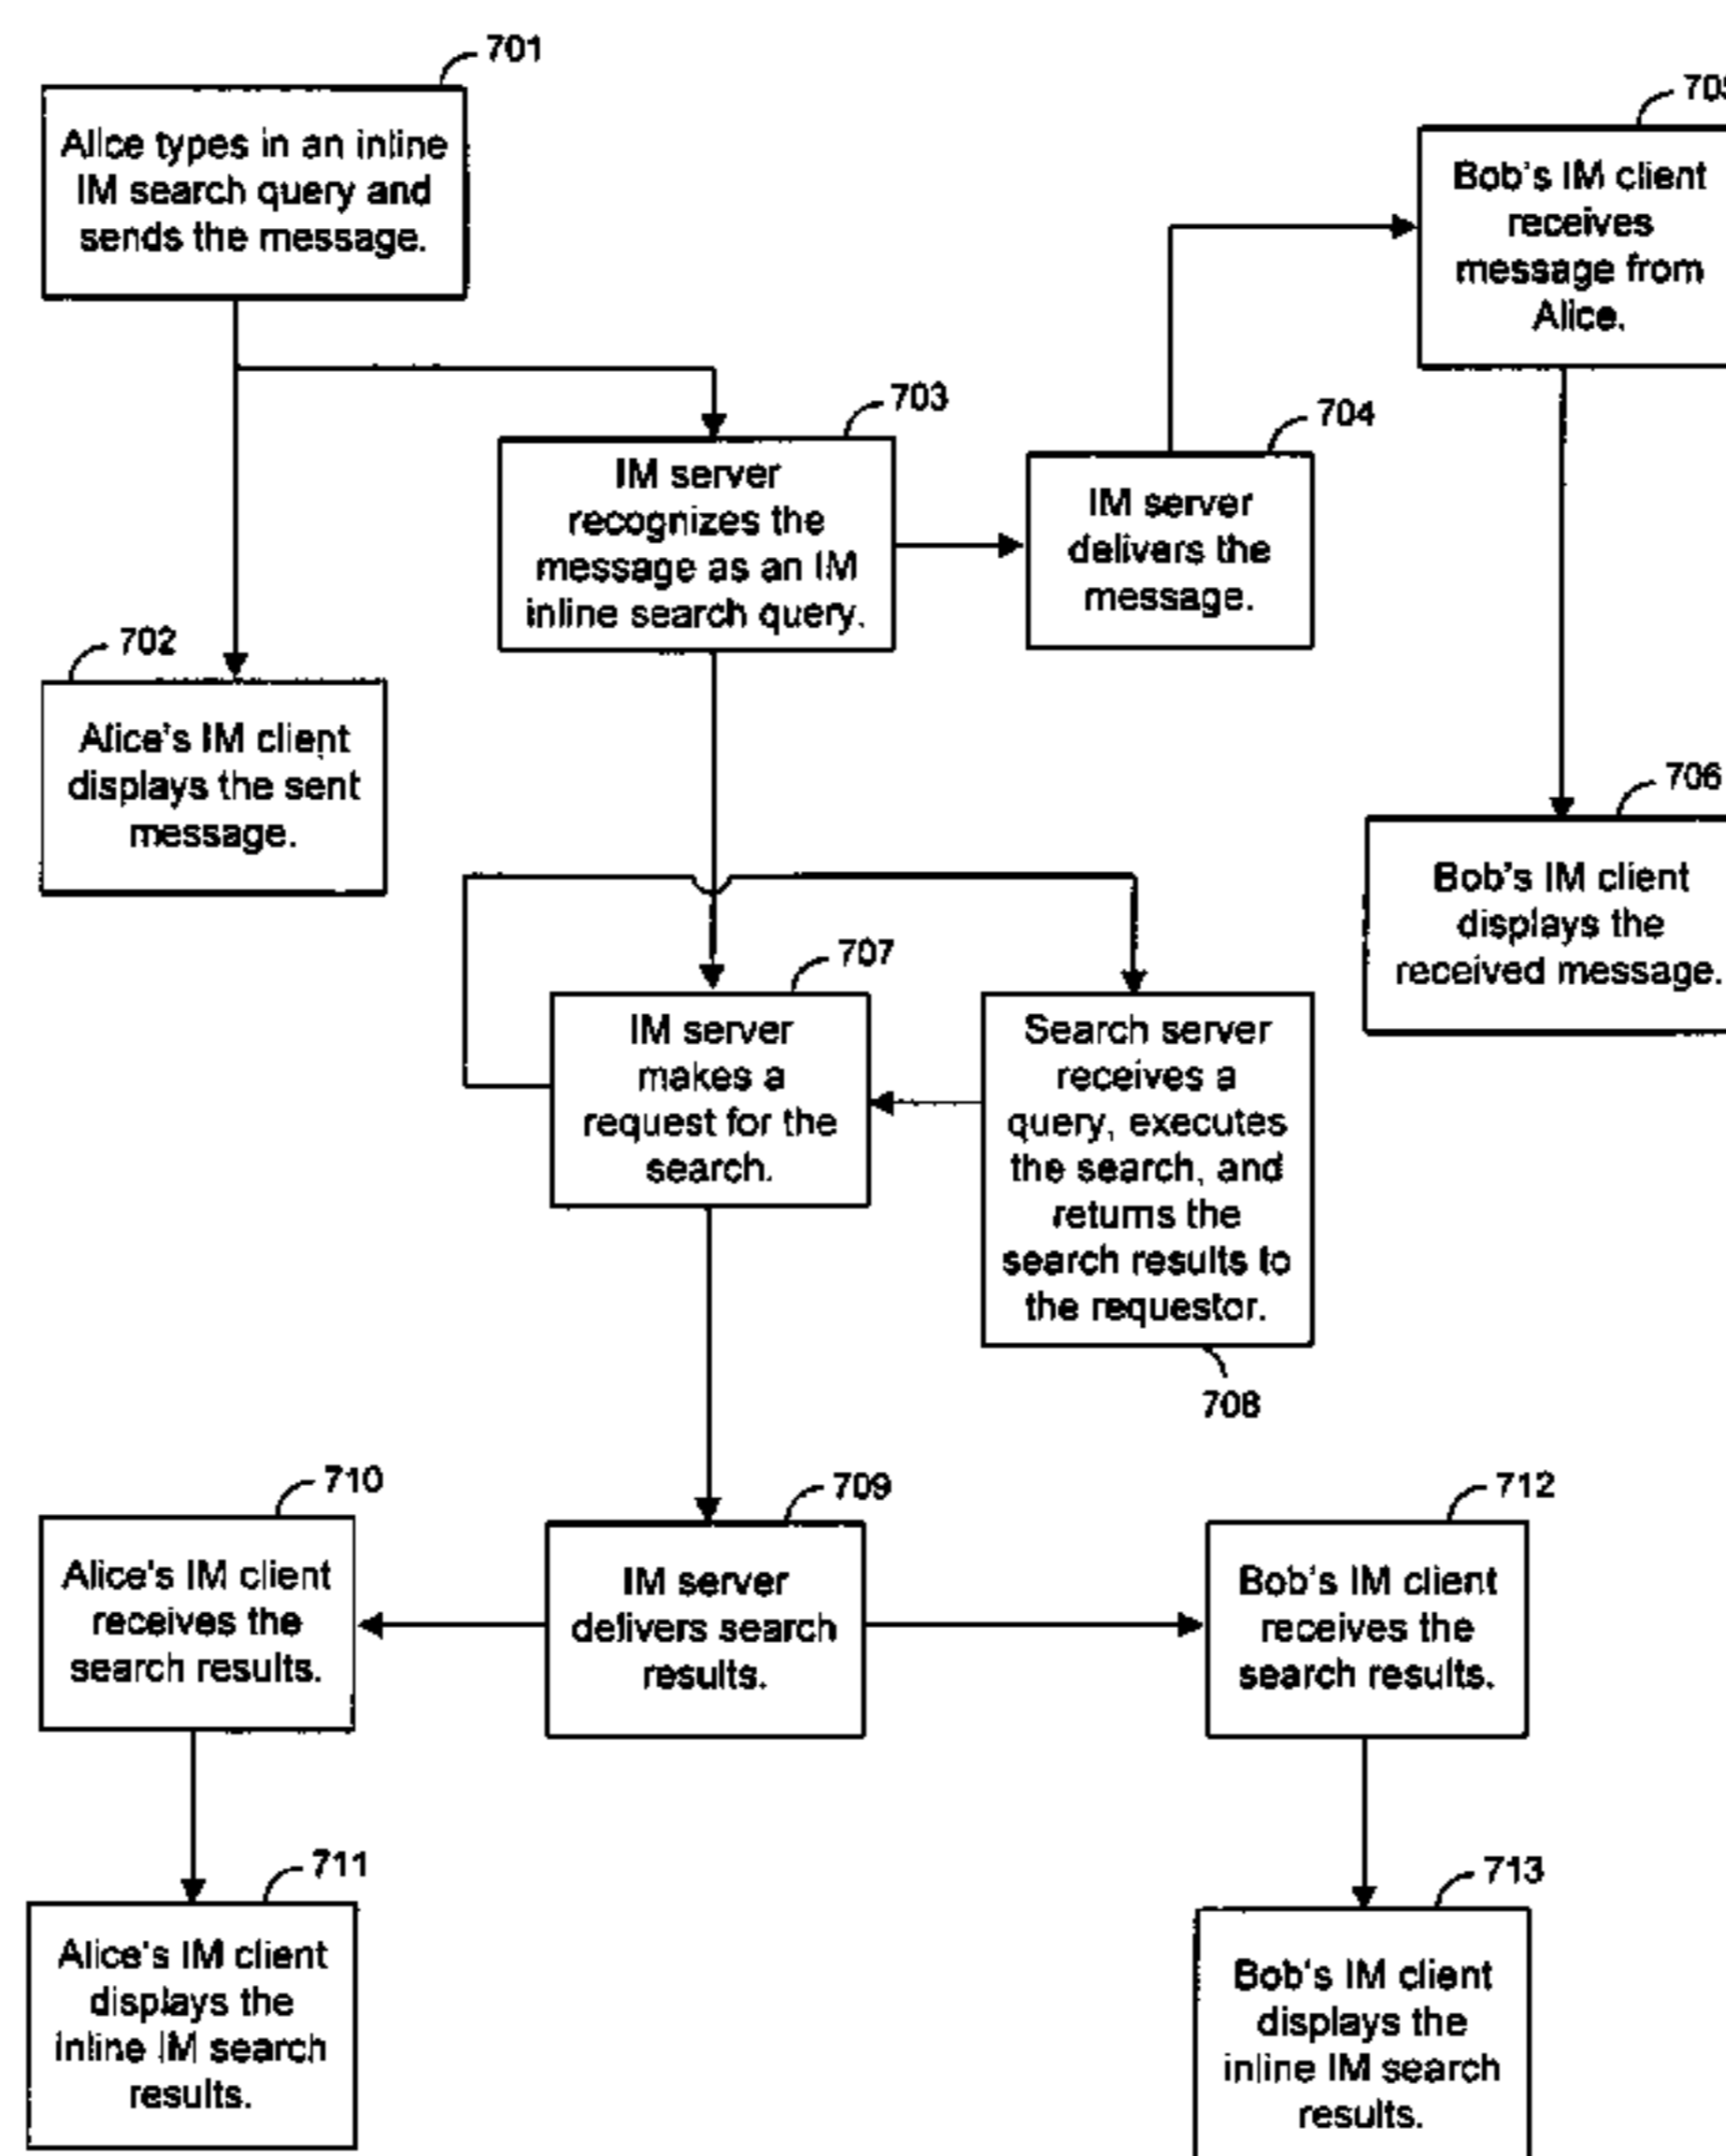 701
Alice types in an inline
IM search query and
sends the message.
Bob's IM client
receives
message from
Alice.
703
IM server
recognizes the
message as an IM
inline search query.
704
IM server
delivers the
message.
702
Alice's IM client
displays the sent
message.
706
Bob's IM client
displays the
received message.
707
IM server
makes a
request for the
search.
Search server
receives a
query, executes
the search, and
returns the
search results to
the requestor.
708
710
Alice's IM client
receives the
search results.
709
IM server
delivers search
results.
712
Bob's IM client
receives the
search results.
711
Alice's IM client
displays the
inline IM search
results.
713
Bob's IM client
displays the
inline IM search
results.